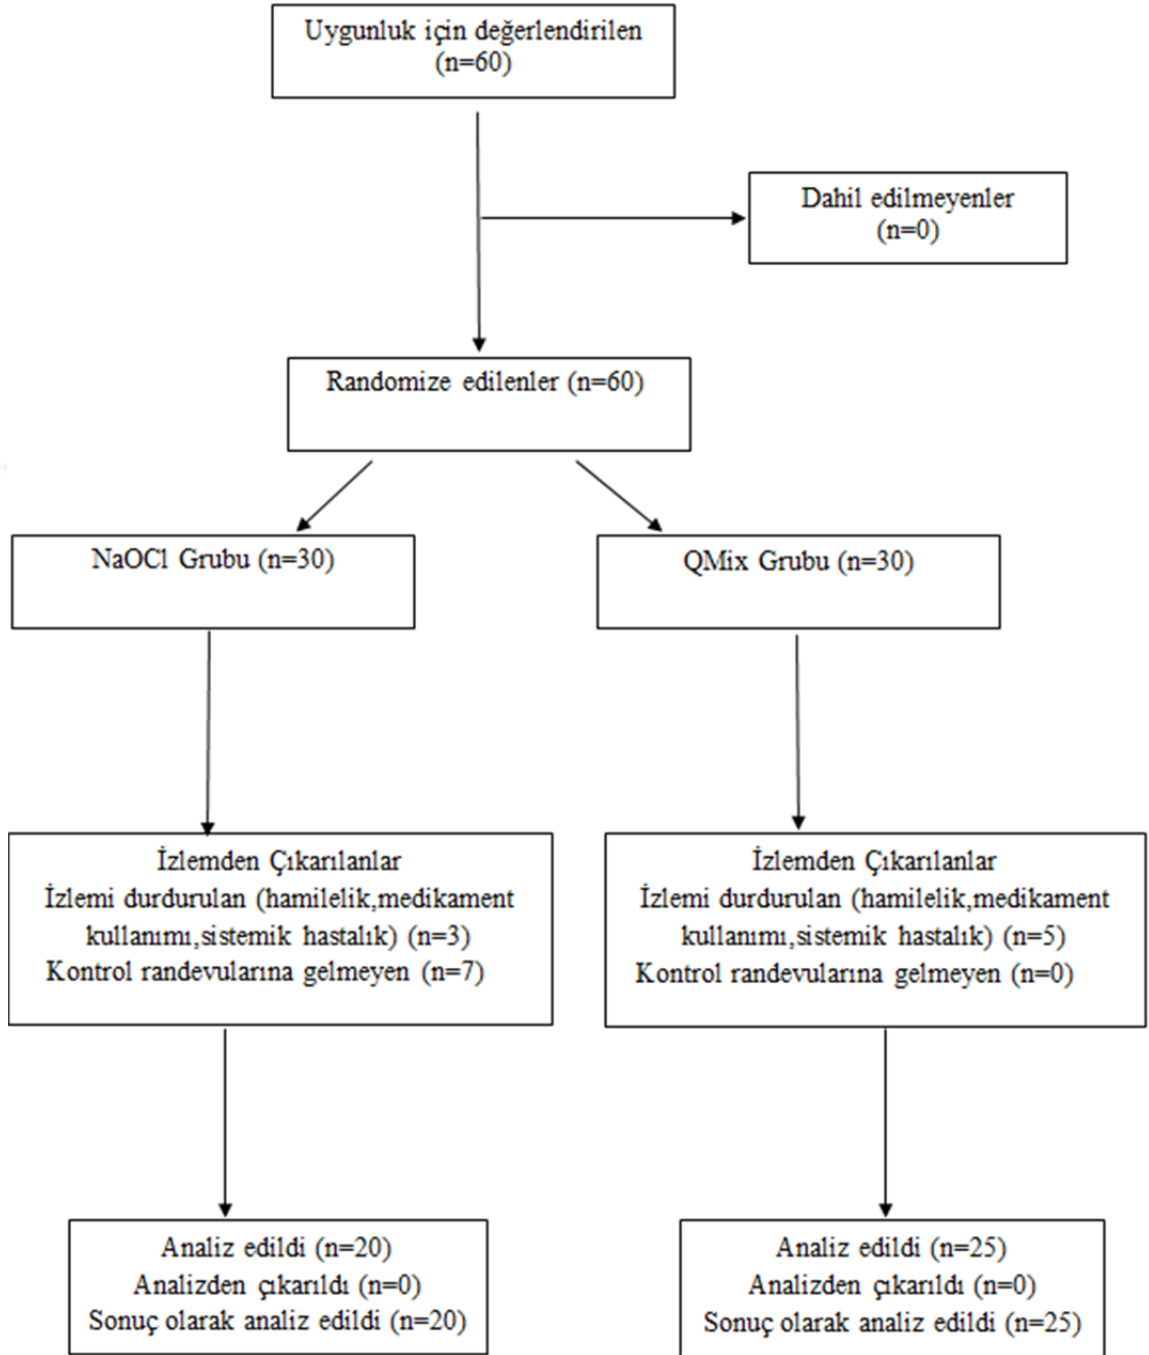 Uygunluk için değerlendirilen
(n=60)
Dahil edilmeyenler
(n=0)
Randomize edilenler (n=60)
NaOCl Grubu (n=30)
QMix Grubu (n=30)
İzlemden Çıkarılanlar
İzlemi durdurulan (hamilelik,medikament
kullanımı,sistemik hastalık) (n=3)
Kontrol randevularına gelmeyen (n=7)
İzlemden Çıkarılanlar
İzlemi durdurulan (hamilelik,medikament
kullanımı,sistemik hastalık) (n=5)
Kontrol randevularına gelmeyen (n=0)
Analiz edildi (n=20)
Analizden çıkarıldı (n=0)
Sonuç olarak analiz edildi (n=20)
Analiz edildi (n=25)
Analizden çıkarıldı (n=0)
Sonuç olarak analiz edildi (n=25)